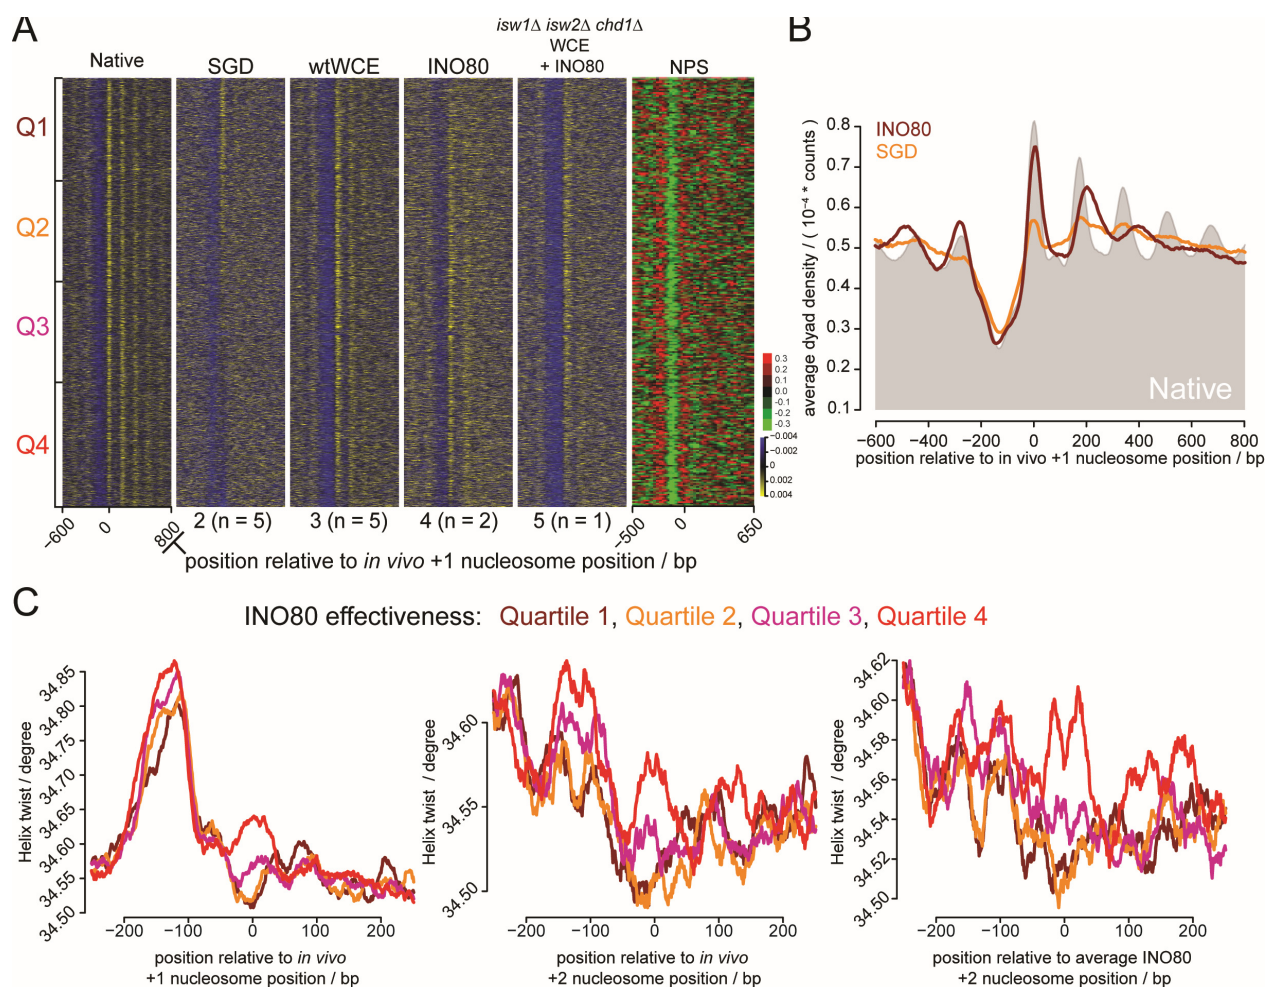 A
Native
SGD
wtWCE
INO80
isw1Δ isw2Δ chd1Δ
WCE
+ INO80
NPS
Q1
Q2
Q3
Q4
0.3
0.2
0.1
0.0
-0.1
-0.2
-0.3
−0.004
−0.002
0
0.002
0.004
−600
0
800
2 (n = 5)
3 (n = 5)
4 (n = 2)
5 (n = 1)
−500
0
650
position relative to in vivo +1 nucleosome position / bp
B
INO80
SGD
average dyad density / ( 10⁻⁴ * counts)
0.8
0.7
0.6
0.5
0.4
0.3
0.2
0.1
Native
−600
−400
−200
0
200
400
600
800
position relative to in vivo +1 nucleosome position / bp
C
INO80 effectiveness: Quartile 1, Quartile 2, Quartile 3, Quartile 4
Helix twist / degree
34.85
34.80
34.75
34.70
34.65
34.60
34.55
34.50
−200
−100
0
100
200
position relative to in vivo
+1 nucleosome position / bp
Helix twist / degree
34.60
34.55
34.50
−200
−100
0
100
200
position relative to in vivo
+2 nucleosome position / bp
Helix twist / degree
34.62
34.60
34.58
34.56
34.54
34.52
34.50
−200
−100
0
100
200
position relative to average INO80
+2 nucleosome position / bp